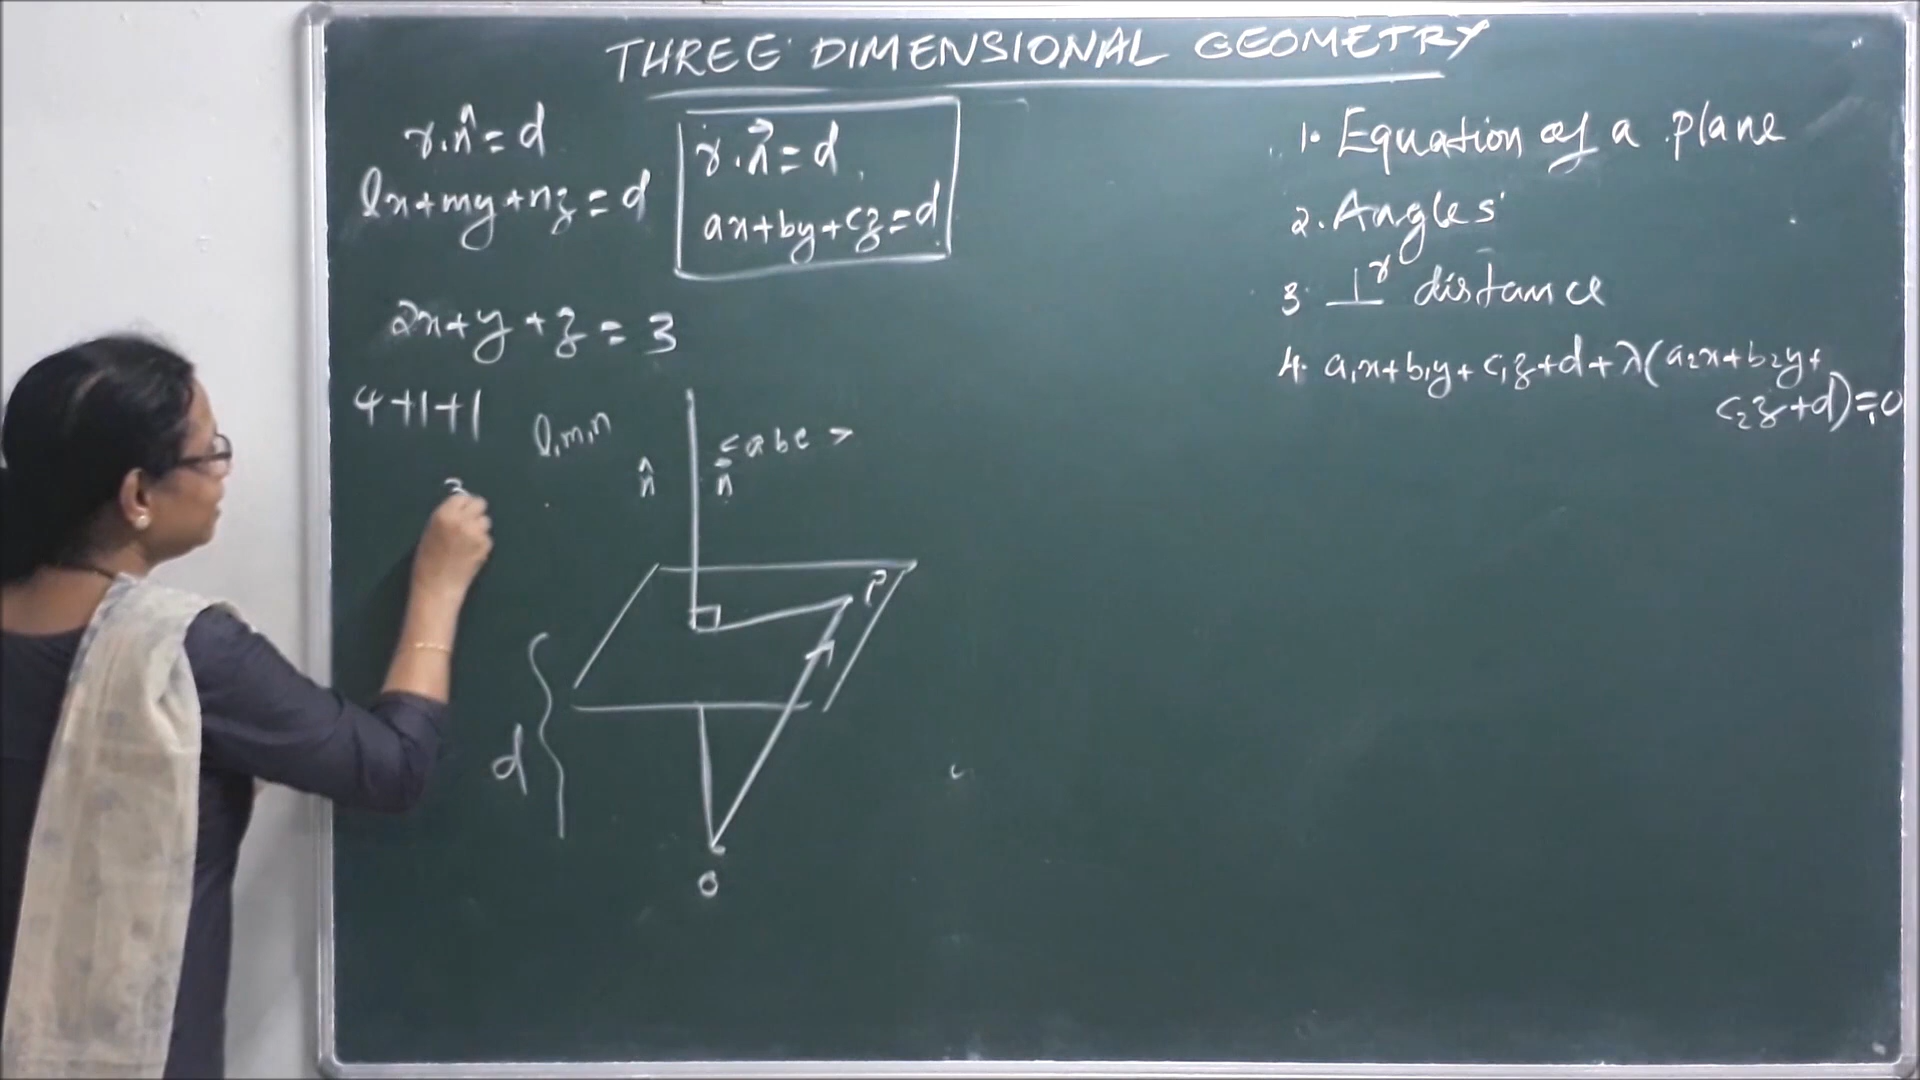 THREE DIMENSIONAL GEOMETRY
r.n̂ = d
lx+my+nz = d
r.n⃗ = d
ax+by+cz=d
2x+y+z = 3
4+1+1
l,m,n
n̂
<abc>
n⃗
P
d
O
1. Equation of a plane
2. Angles
3. ⊥r distance
4. a₁x+b₁y+c₁z+d+λ(a₂x+b₂y+
c₂z+d)=0